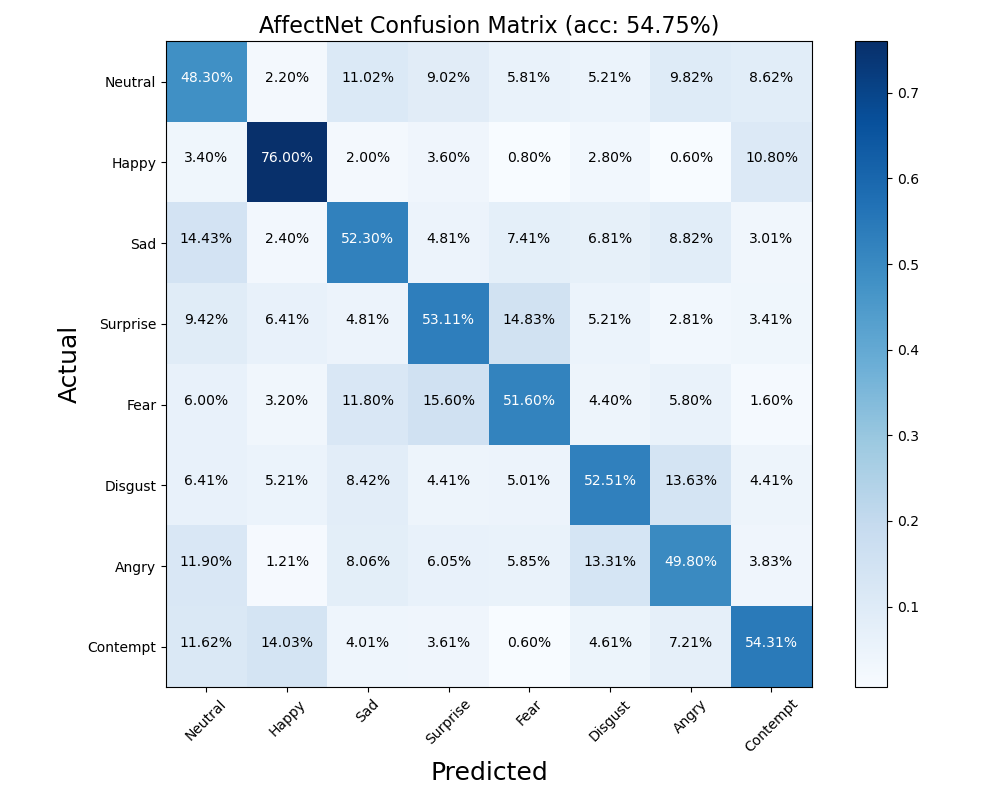 AffectNet Confusion Matrix (acc: 54.75%)
Neutral 48.30% 2.20% 11.02% 9.02% 5.81% 5.21% 9.82% 8.62%
Happy 3.40% 76.00% 2.00% 3.60% 0.80% 2.80% 0.60% 10.80%
Sad 14.43% 2.40% 52.30% 4.81% 7.41% 6.81% 8.82% 3.01%
Surprise 9.42% 6.41% 4.81% 53.11% 14.83% 5.21% 2.81% 3.41%
Fear 6.00% 3.20% 11.80% 15.60% 51.60% 4.40% 5.80% 1.60%
Disgust 6.41% 5.21% 8.42% 4.41% 5.01% 52.51% 13.63% 4.41%
Angry 11.90% 1.21% 8.06% 6.05% 5.85% 13.31% 49.80% 3.83%
Contempt 11.62% 14.03% 4.01% 3.61% 0.60% 4.61% 7.21% 54.31%
Neutral Happy Sad Surprise Fear Disgust Angry Contempt
Predicted
Actual
0.7
0.6
0.5
0.4
0.3
0.2
0.1